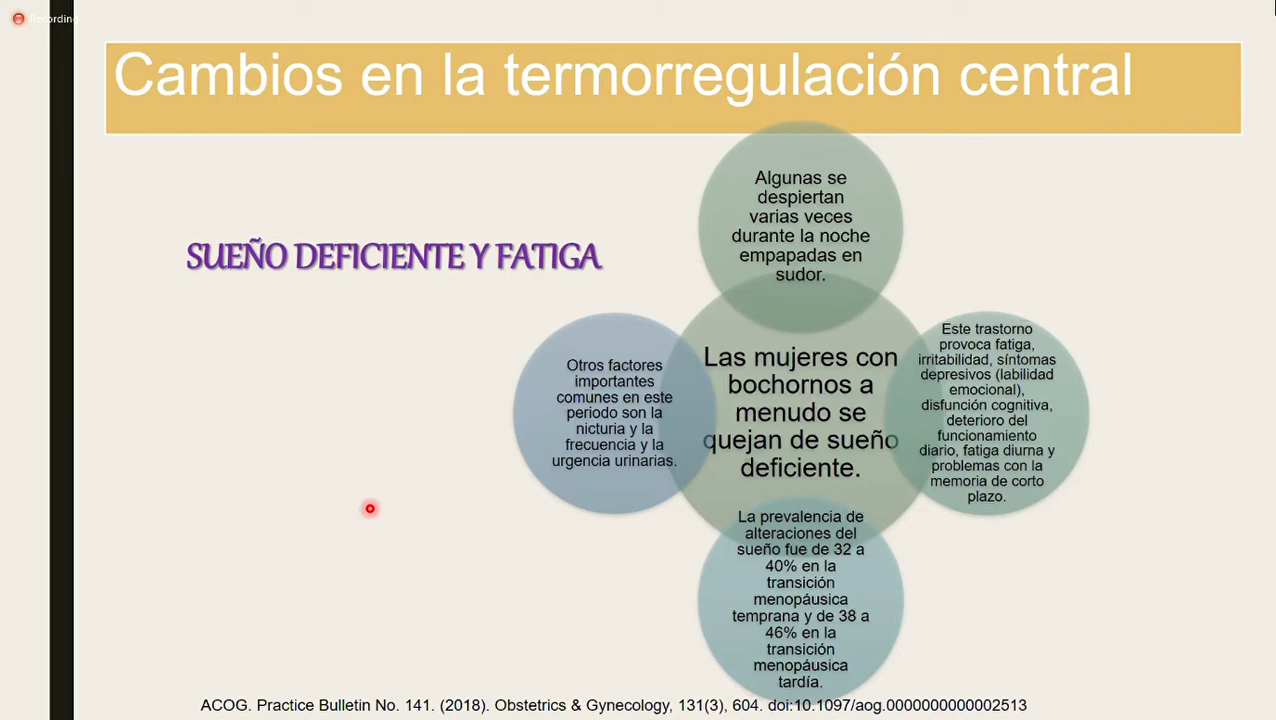 Recording
Cambios en la termorregulación central
SUEÑO DEFICIENTE Y FATIGA
Algunas se
despiertan
varias veces
durante la noche
empapadas en
sudor.
Otros factores
importantes
comunes en este
periodo son la
nicturia y la
frecuencia y la
urgencia urinarias.
Las mujeres con
bochornos a
menudo se
quejan de sueño
deficiente.
Este trastorno
provoca fatiga,
irritabilidad, síntomas
depresivos (labilidad
emocional),
disfunción cognitiva,
deterioro del
funcionamiento
diario, fatiga diurna y
problemas con la
memoria de corto
plazo.
La prevalencia de
alteraciones del
sueño fue de 32 a
40% en la
transición
menopáusica
temprana y de 38 a
46% en la
transición
menopáusica
tardía.
ACOG. Practice Bulletin No. 141. (2018). Obstetrics & Gynecology, 131(3), 604. doi:10.1097/aog.0000000000002513